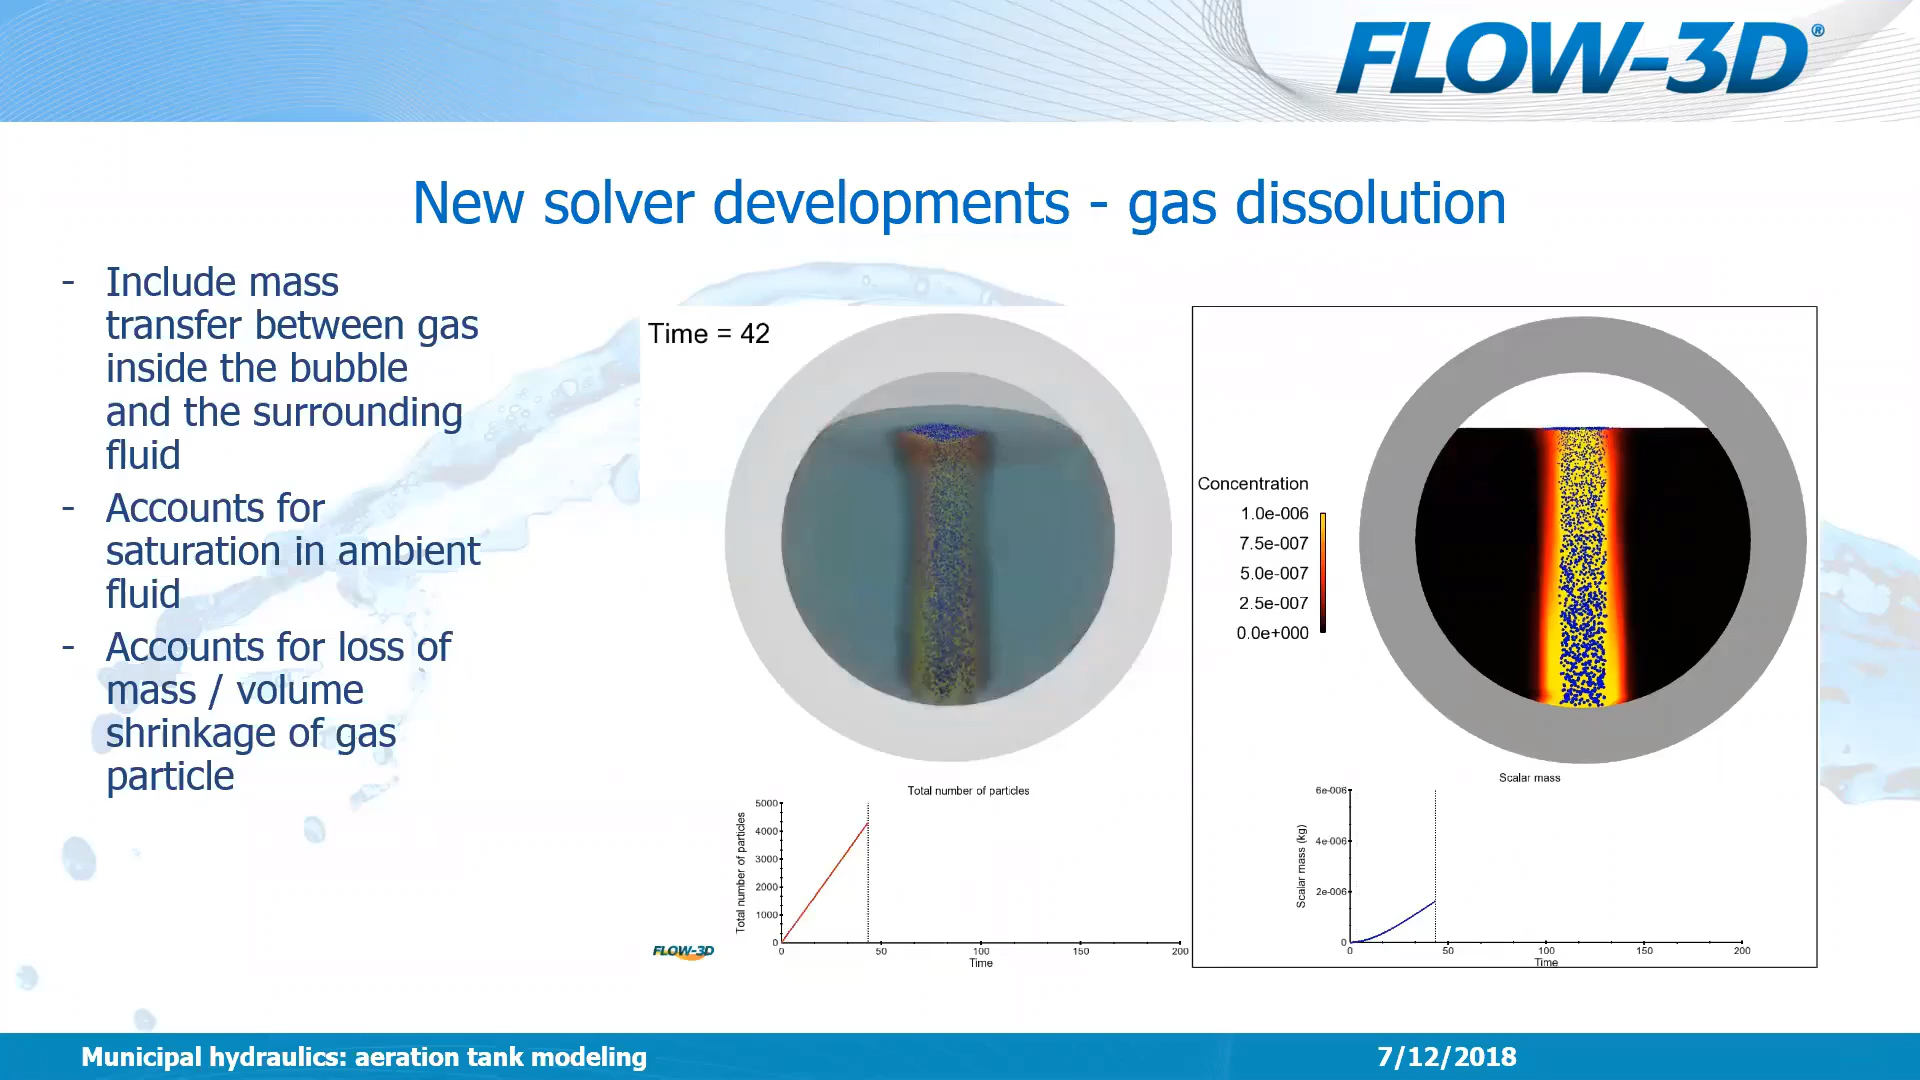 FLOW-3D®
New solver developments - gas dissolution
- Include mass
transfer between gas
inside the bubble
and the surrounding
fluid
- Accounts for
saturation in ambient
fluid
- Accounts for loss of
mass / volume
shrinkage of gas
particle
Time = 42
Concentration
1.0e-006
7.5e-007
5.0e-007
2.5e-007
0.0e+000
Total number of particles
Total number of particles
5000
4000
3000
2000
1000
0
0 50 100 150 200
Time
FLOW-3D
Scalar mass
Scalar mass (kg)
6e-006
4e-006
2e-006
0
0 50 100 150 200
Time
Municipal hydraulics: aeration tank modeling
7/12/2018